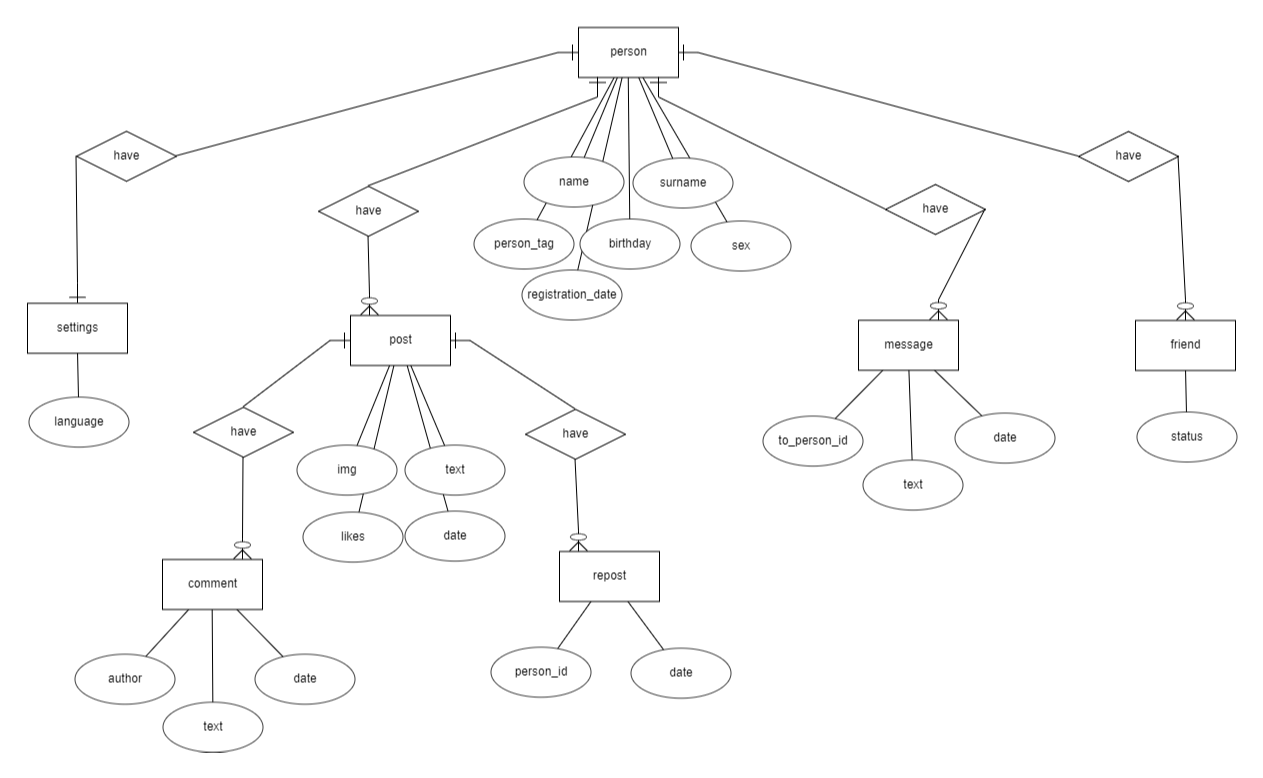 person
have
have
name
surname
have
have
person_tag
birthday
sex
registration_date
settings
post
message
friend
language
have
have
img
text
to_person_id
date
status
text
likes
date
comment
repost
author
date
person_id
date
text